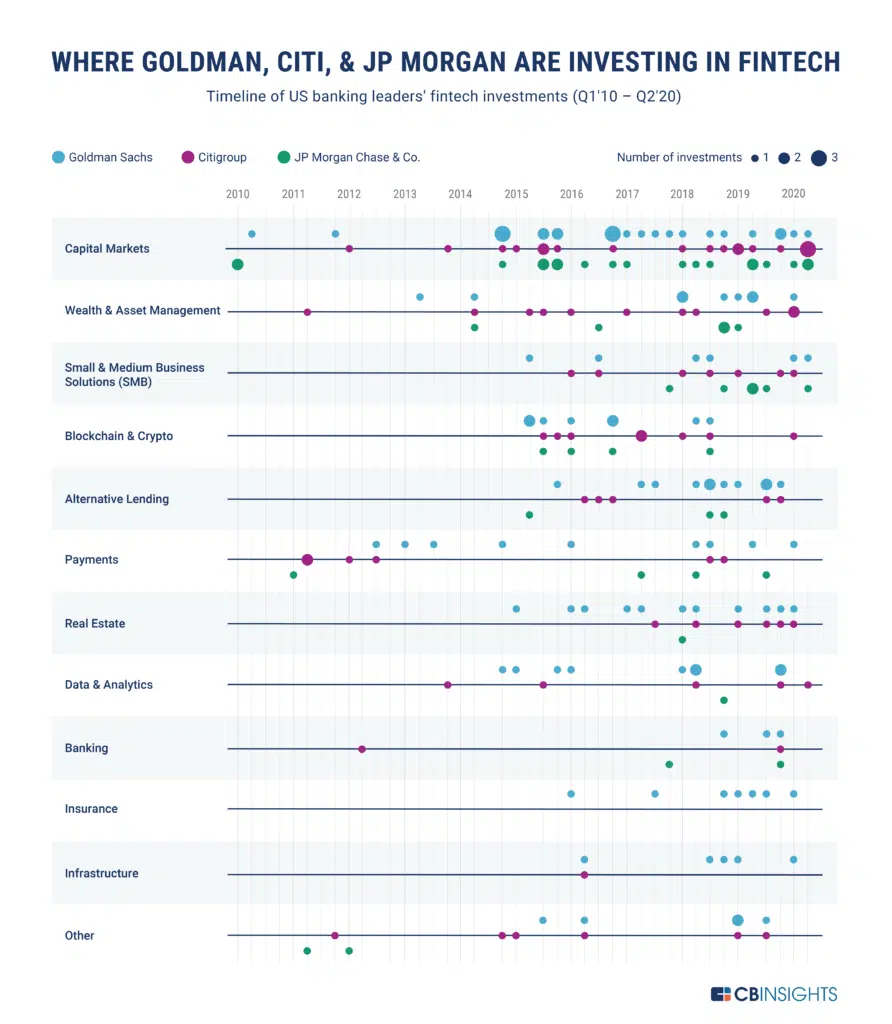 WHERE GOLDMAN, CITI, & JP MORGAN ARE INVESTING IN FINTECH
Timeline of US banking leaders' fintech investments (Q1'10 – Q2'20)
Goldman Sachs Citigroup JP Morgan Chase & Co. Number of investments 1 2 3
2010 2011 2012 2013 2014 2015 2016 2017 2018 2019 2020
Capital Markets
Wealth & Asset Management
Small & Medium Business
Solutions (SMB)
Blockchain & Crypto
Alternative Lending
Payments
Real Estate
Data & Analytics
Banking
Insurance
Infrastructure
Other
CBINSIGHTS